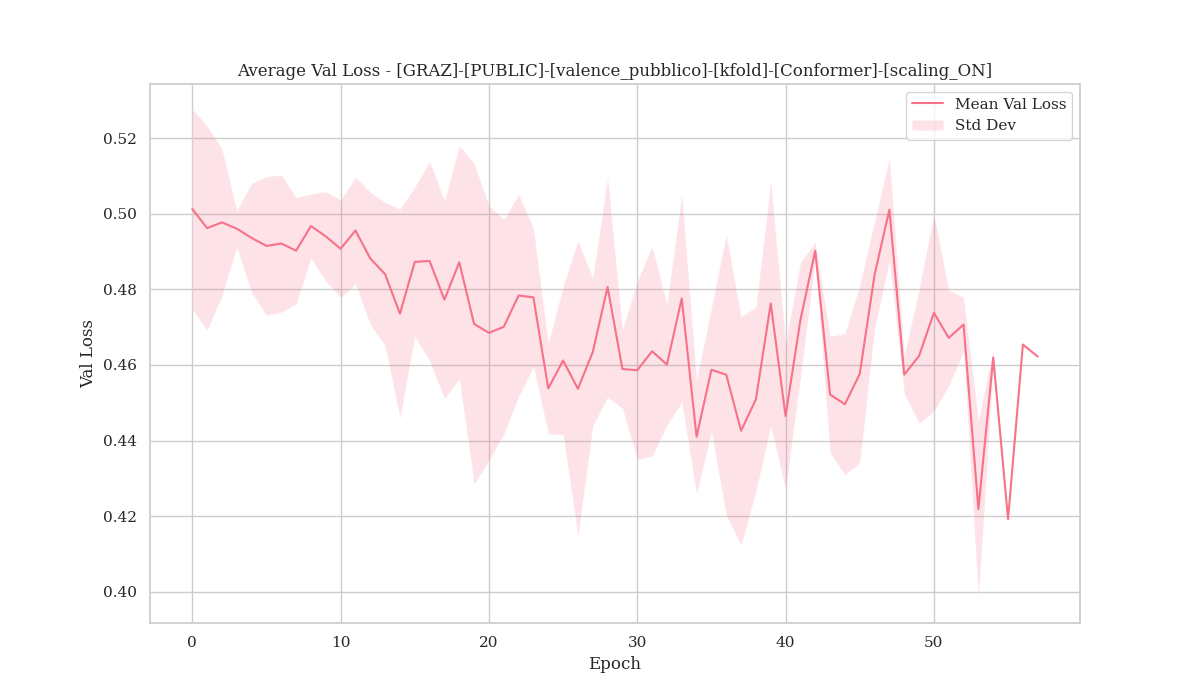 Average Val Loss - [GRAZ]-[PUBLIC]-[valence_pubblico]-[kfold]-[Conformer]-[scaling_ON]
Mean Val Loss
Std Dev
0.52
0.50
0.48
0.46
0.44
0.42
0.40
Val Loss
0 10 20 30 40 50
Epoch